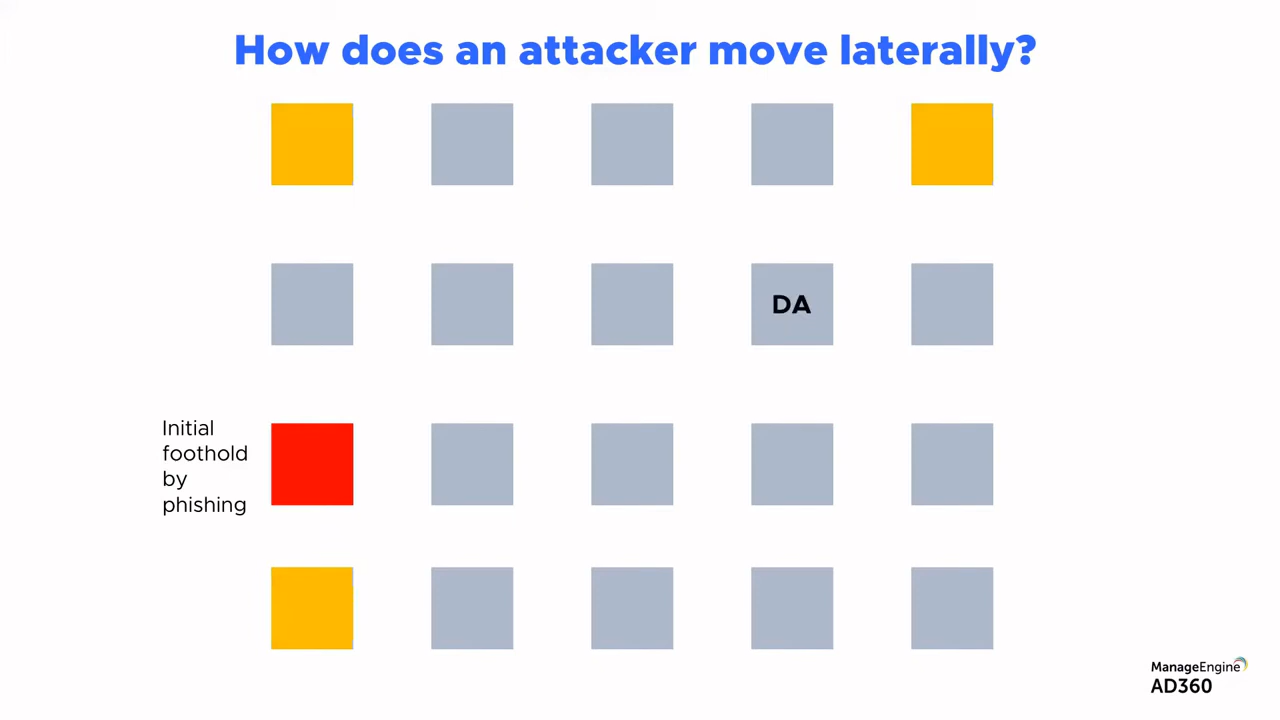 How does an attacker move laterally?
DA
Initial
foothold
by
phishing
ManageEngine
AD360